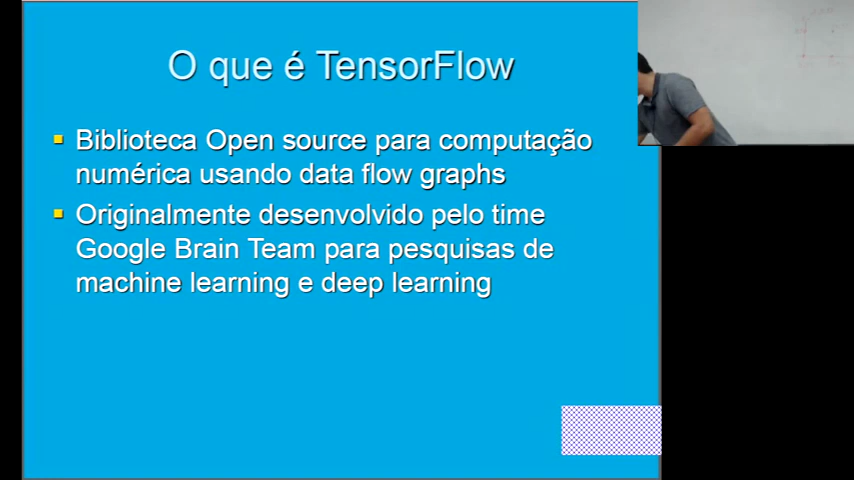 O que é TensorFlow
Biblioteca Open source para computação
numérica usando data flow graphs
Originalmente desenvolvido pelo time
Google Brain Team para pesquisas de
machine learning e deep learning